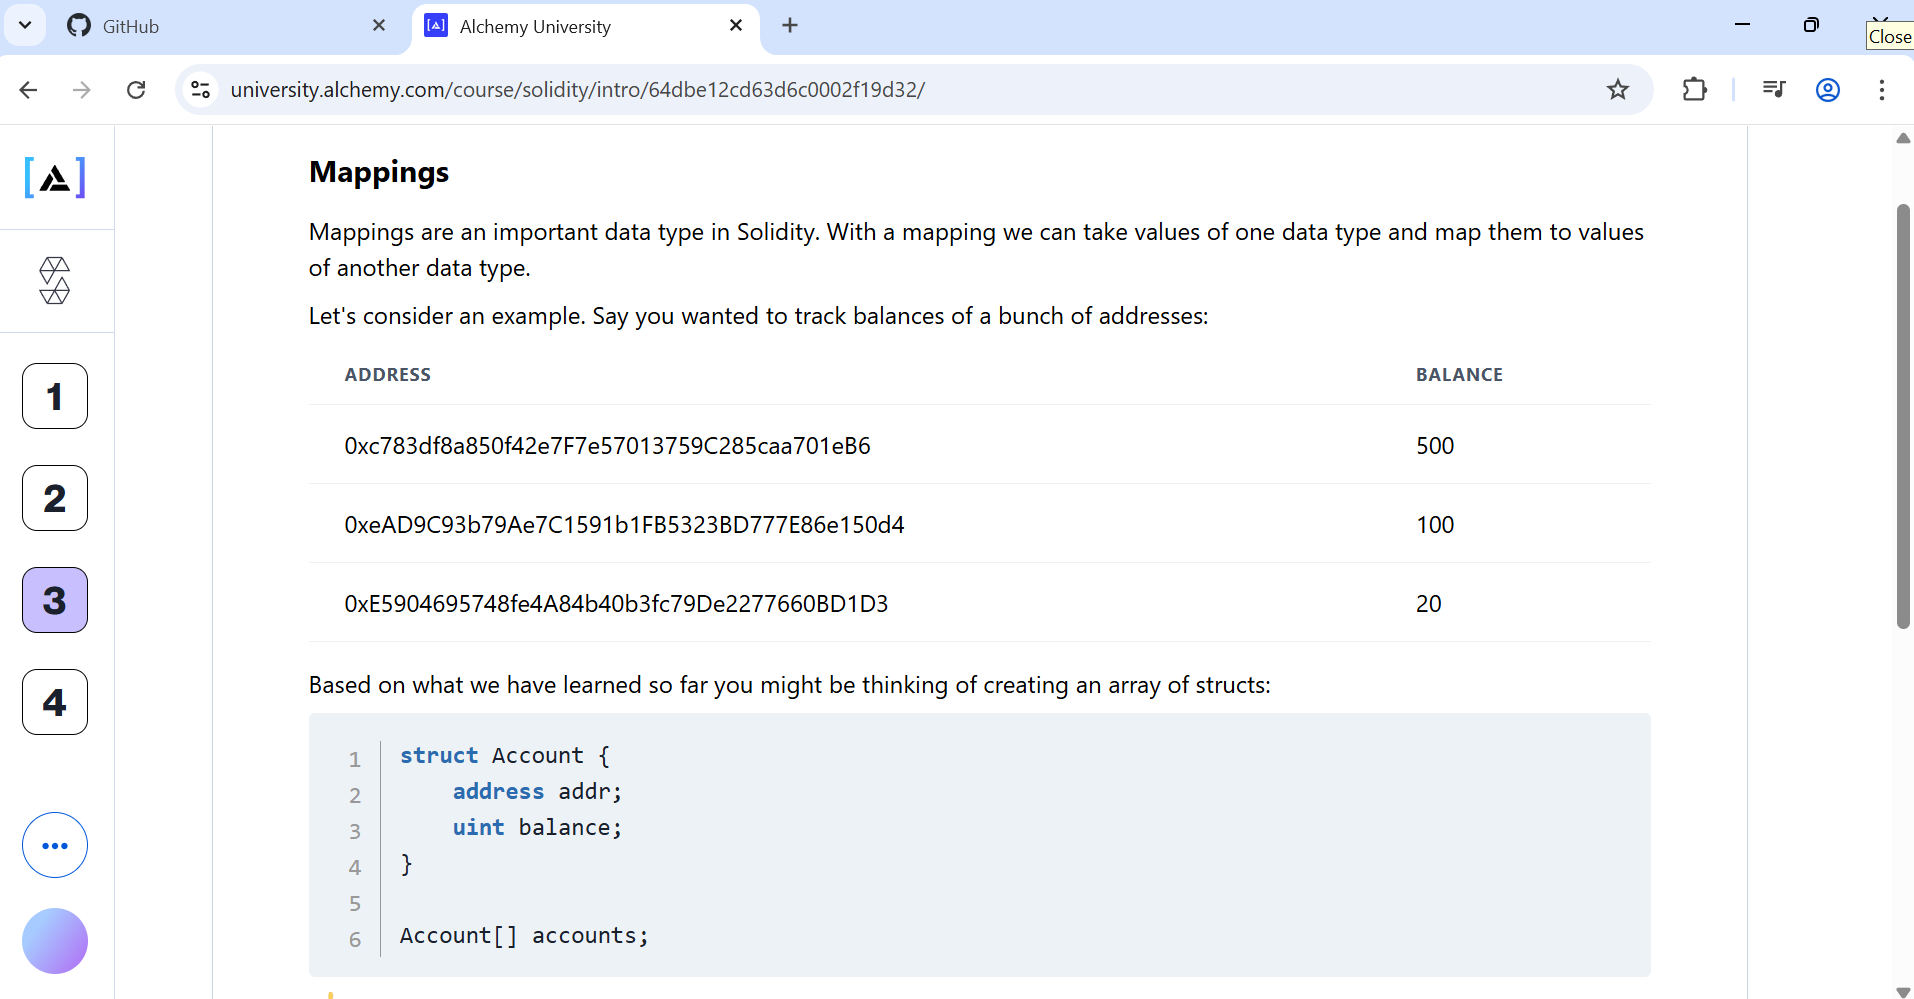 GitHub
Alchemy University
Close
university.alchemy.com/course/solidity/intro/64dbe12cd63d6c0002f19d32/
1
2
3
4
Mappings
Mappings are an important data type in Solidity. With a mapping we can take values of one data type and map them to values
of another data type.
Let's consider an example. Say you wanted to track balances of a bunch of addresses:
ADDRESS BALANCE
0xc783df8a850f42e7F7e57013759C285caa701eB6 500
0xeAD9C93b79Ae7C1591b1FB5323BD777E86e150d4 100
0xE5904695748fe4A84b40b3fc79De2277660BD1D3 20
Based on what we have learned so far you might be thinking of creating an array of structs:
1 struct Account {
2 address addr;
3 uint balance;
4 }
5
6 Account[] accounts;